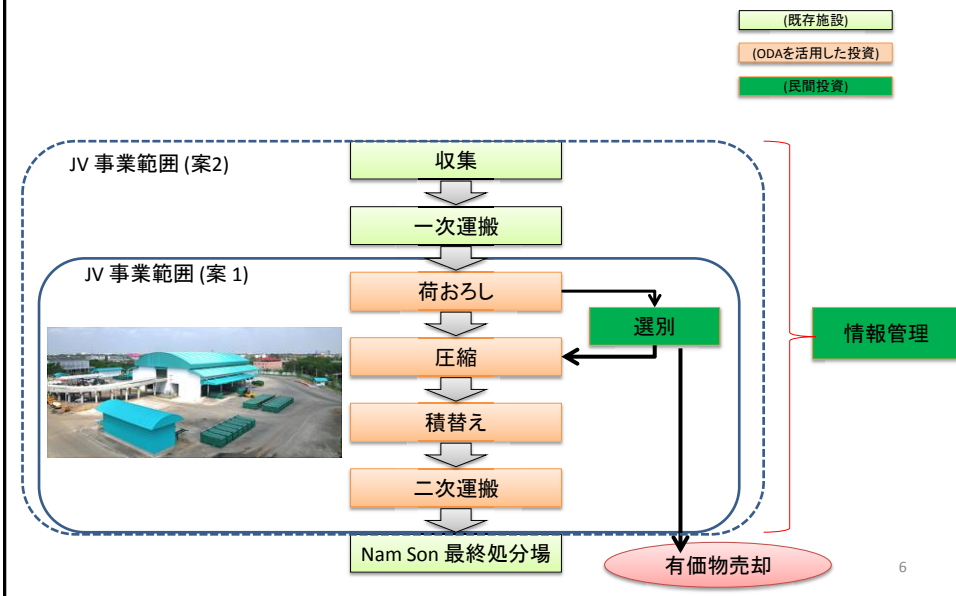 (既存施設)
(ODAを活用した投資)
(民間投資)
JV 事業範囲 (案2)
収集
一次運搬
JV 事業範囲 (案 1)
荷おろし
選別
情報管理
圧縮
積替え
二次運搬
Nam Son 最終処分場
有価物売却
6